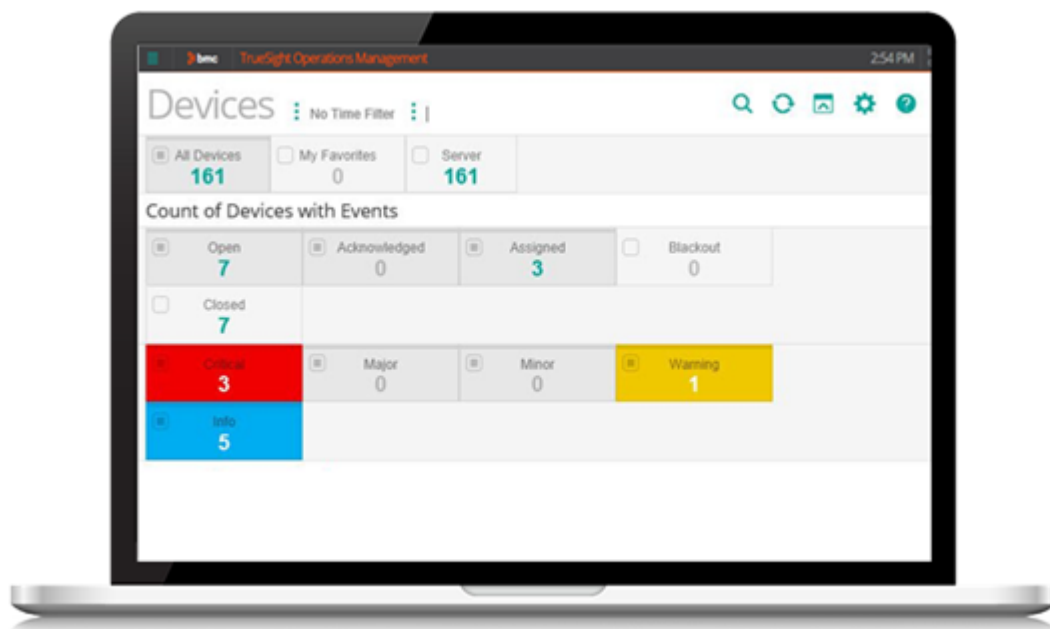 bmc TrueSight Operations Management 2:54 PM
Devices No Time Filter
All Devices My Favorites Server
161 0 161
Count of Devices with Events
Open Acknowledged Assigned Blackout
7 0 3 0
Closed
7
Critical Major Minor Warning
3 0 0 1
Info
5